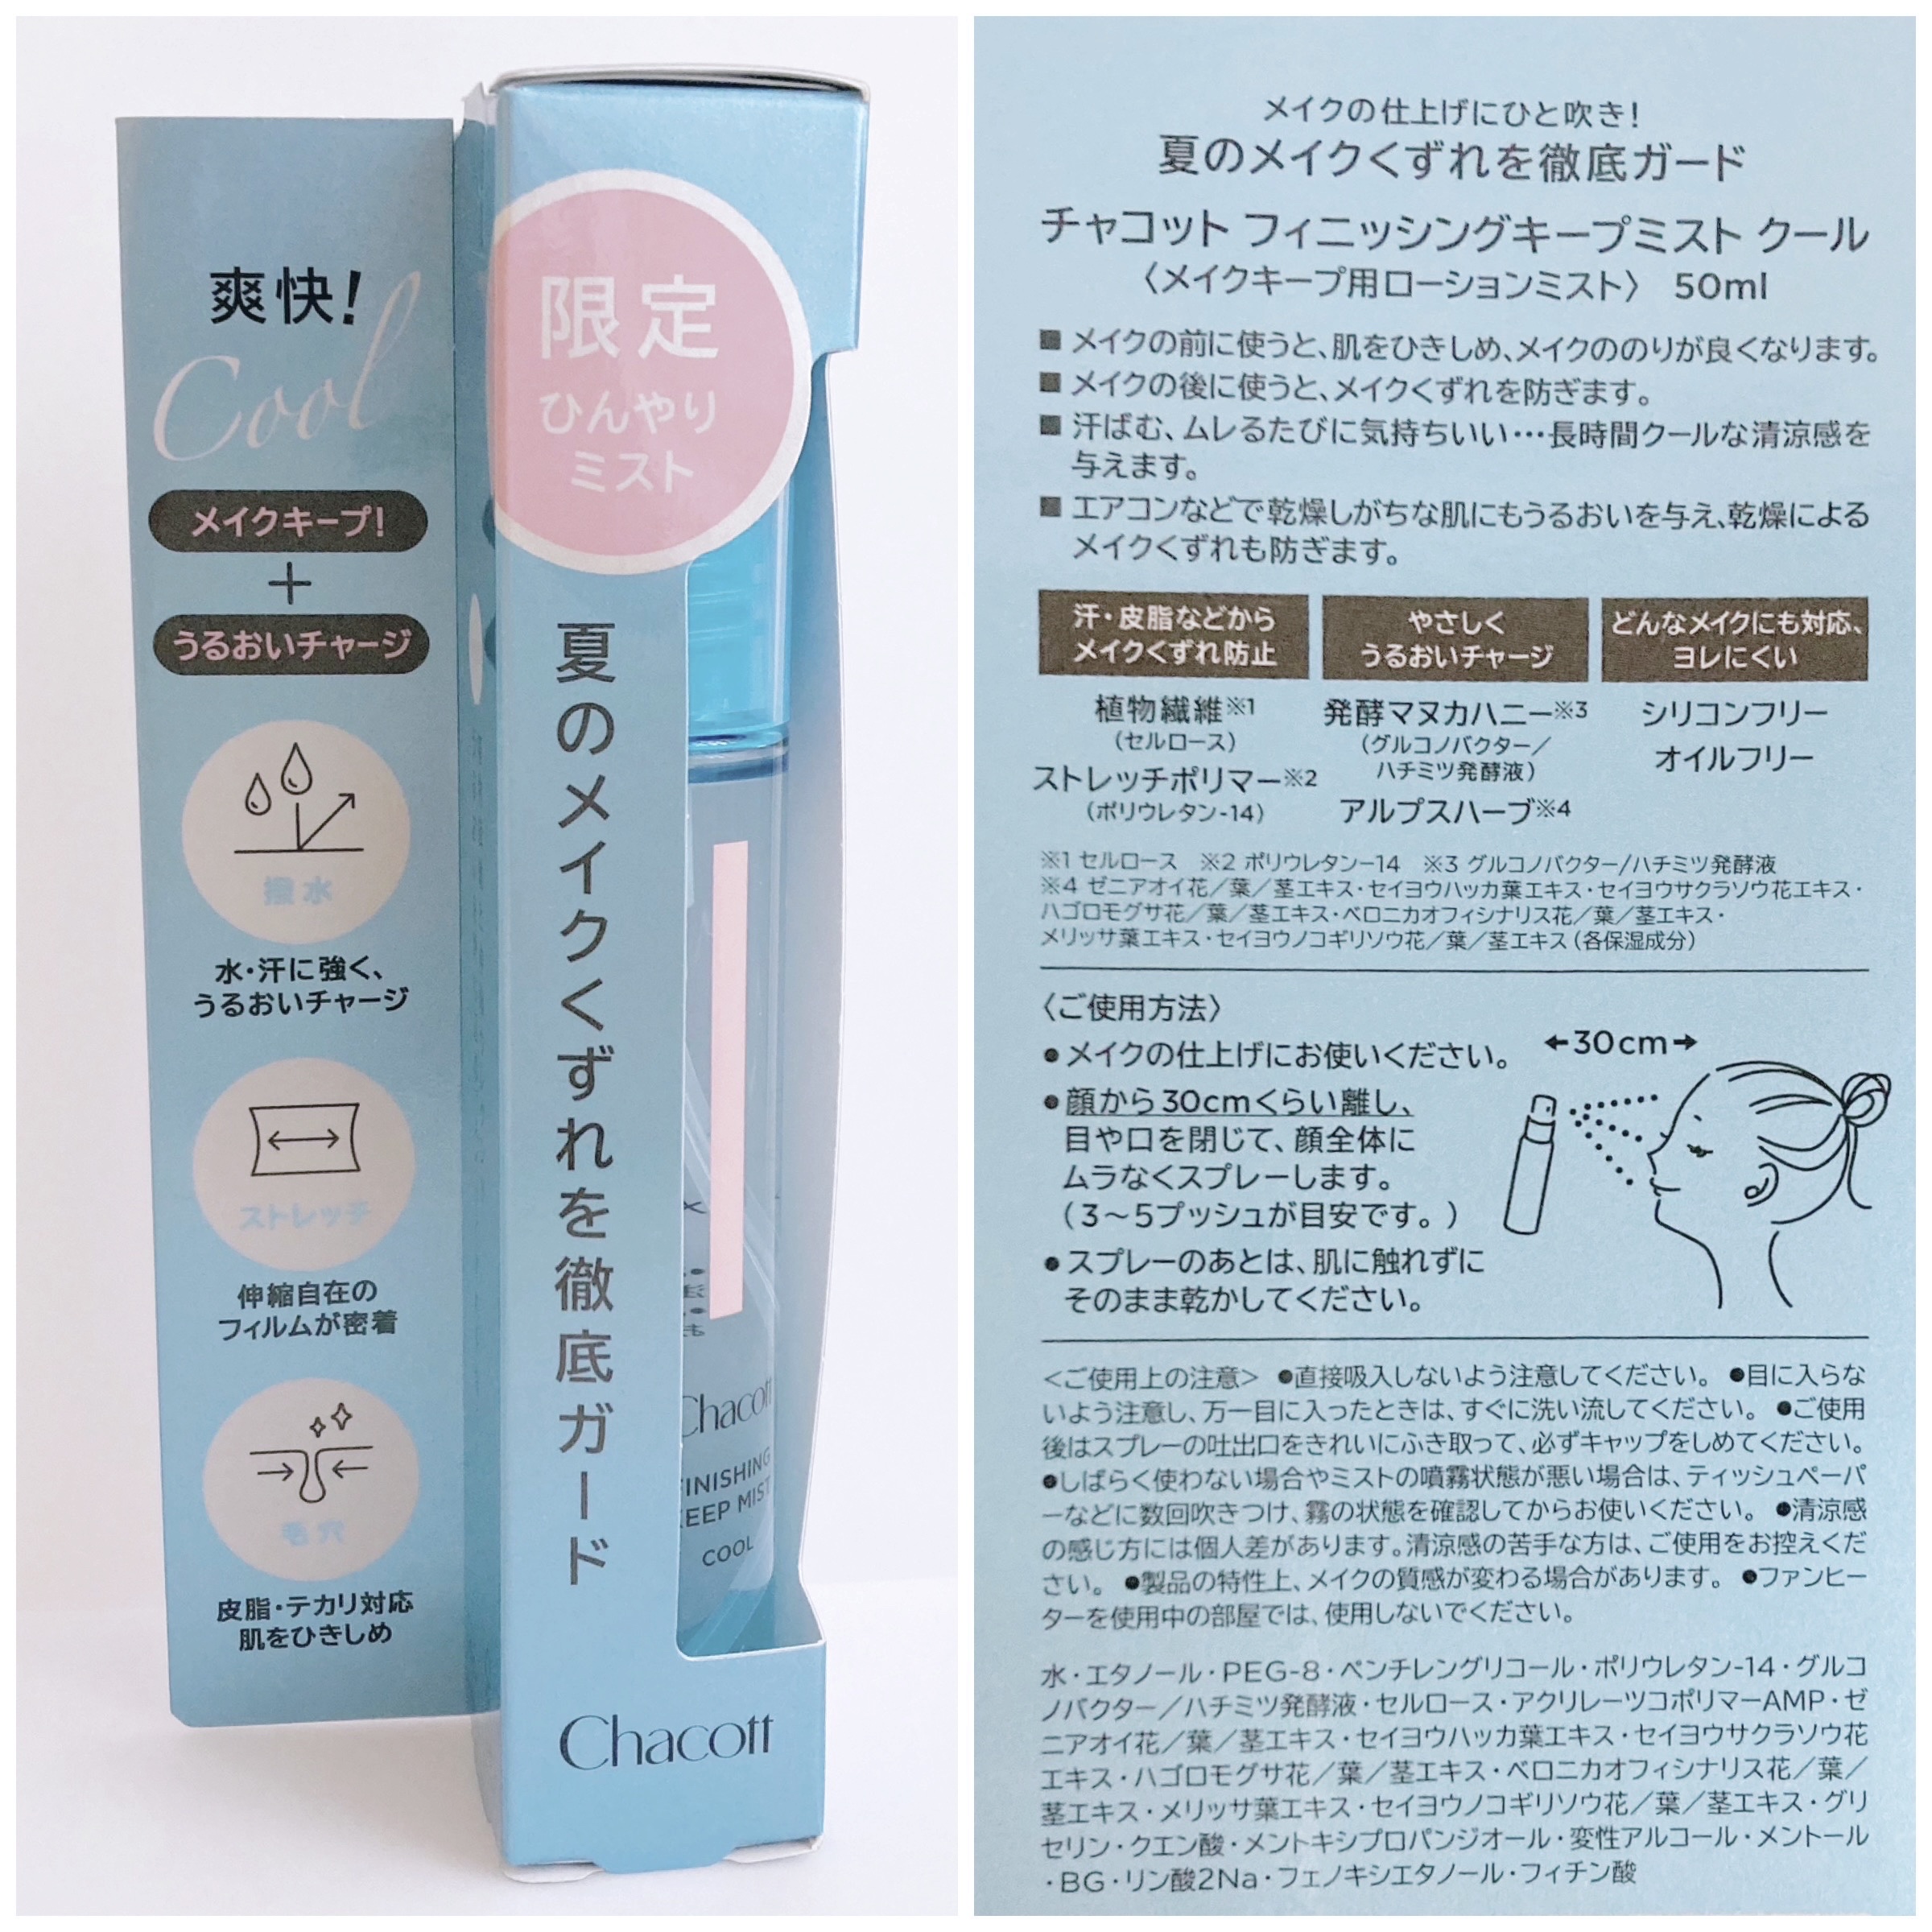 爽快!
Cool
メイクキープ!
+
うるおいチャージ
撥水
水・汗に強く、
うるおいチャージ
ストレッチ
伸縮自在の
フィルムが密着
毛穴
皮脂・テカリ対応
肌をひきしめ
限定
ひんやり
ミスト
夏のメイクくずれを徹底ガード
Chacott
FINISHING
KEEP MIST
COOL
Chacott
メイクの仕上げにひと吹き!
夏のメイクくずれを徹底ガード
チャコット フィニッシングキープミスト クール
〈メイクキープ用ローションミスト〉 50ml
■ メイクの前に使うと、肌をひきしめ、メイクののりが良くなります。
■ メイクの後に使うと、メイクくずれを防ぎます。
■ 汗ばむ、ムレるたびに気持ちいい…長時間クールな清涼感を
与えます。
■ エアコンなどで乾燥しがちな肌にもうるおいを与え、乾燥による
メイクくずれも防ぎます。
汗・皮脂などから
メイクくずれ防止
植物繊維※1
(セルロース)
ストレッチポリマー※2
(ポリウレタン-14)
やさしく
うるおいチャージ
発酵マヌカハニー※3
(グルコノバクター/
ハチミツ発酵液)
アルプスハーブ※4
どんなメイクにも対応、
ヨレにくい
シリコンフリー
オイルフリー
※1 セルロース ※2 ポリウレタン−14 ※3 グルコノバクター/ハチミツ発酵液
※4 ゼニアオイ花/葉/茎エキス・セイヨウハッカ葉エキス・セイヨウサクラソウ花エキス・
ハゴロモグサ花/葉/茎エキス・ベロニカオフィシナリス花/葉/茎エキス・
メリッサ葉エキス・セイヨウノコギリソウ花/葉/茎エキス(各保湿成分)
〈ご使用方法〉
●メイクの仕上げにお使いください。
●顔から30cmくらい離し、
目や口を閉じて、顔全体に
ムラなくスプレーします。
(3〜5プッシュが目安です。)
●スプレーのあとは、肌に触れずに
そのまま乾かしてください。
←30cm→
<ご使用上の注意> ●直接吸入しないよう注意してください。 ●目に入らな
いよう注意し、万一目に入ったときは、すぐに洗い流してください。 ●ご使用
後はスプレーの吐出口をきれいにふき取って、必ずキャップをしめてください。
●しばらく使わない場合やミストの噴霧状態が悪い場合は、ティッシュペーパ
ーなどに数回吹きつけ、霧の状態を確認してからお使いください。 ●清涼感
の感じ方には個人差があります。清涼感の苦手な方は、ご使用をお控えくだ
さい。 ●製品の特性上、メイクの質感が変わる場合があります。 ●ファンヒー
ターを使用中の部屋では、使用しないでください。
水・エタノール・PEG-8・ペンチレングリコール・ポリウレタン-14・グルコ
ノバクター/ハチミツ発酵液・セルロース・アクリレーツコポリマーAMP・ゼ
ニアオイ花/葉/茎エキス・セイヨウハッカ葉エキス・セイヨウサクラソウ花
エキス・ハゴロモグサ花/葉/茎エキス・ベロニカオフィシナリス花/葉/
茎エキス・メリッサ葉エキス・セイヨウノコギリソウ花/葉/茎エキス・グリ
セリン・クエン酸・メントキシプロパンジオール・変性アルコール・メントール
・BG・リン酸2Na・フェノキシエタノール・フィチン酸